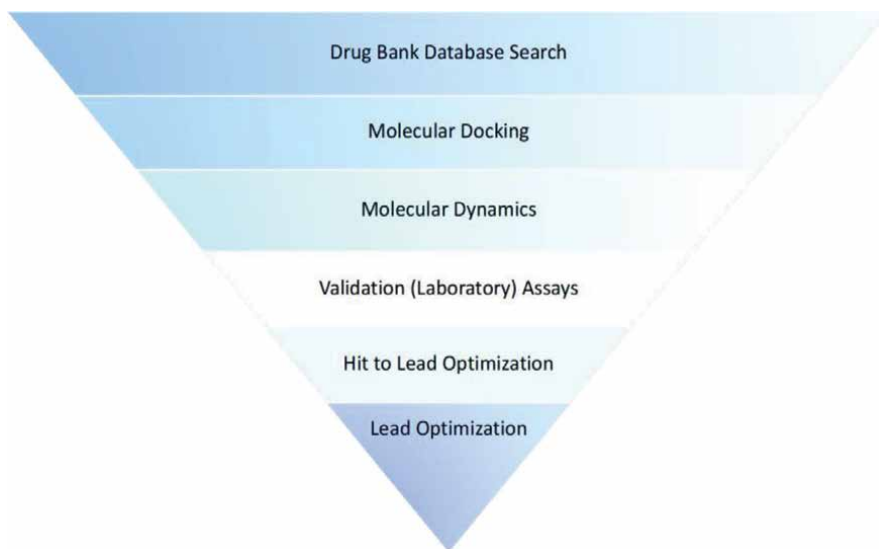 Drug Bank Database Search
Molecular Docking
Molecular Dynamics
Validation (Laboratory) Assays
Hit to Lead Optimization
Lead Optimization